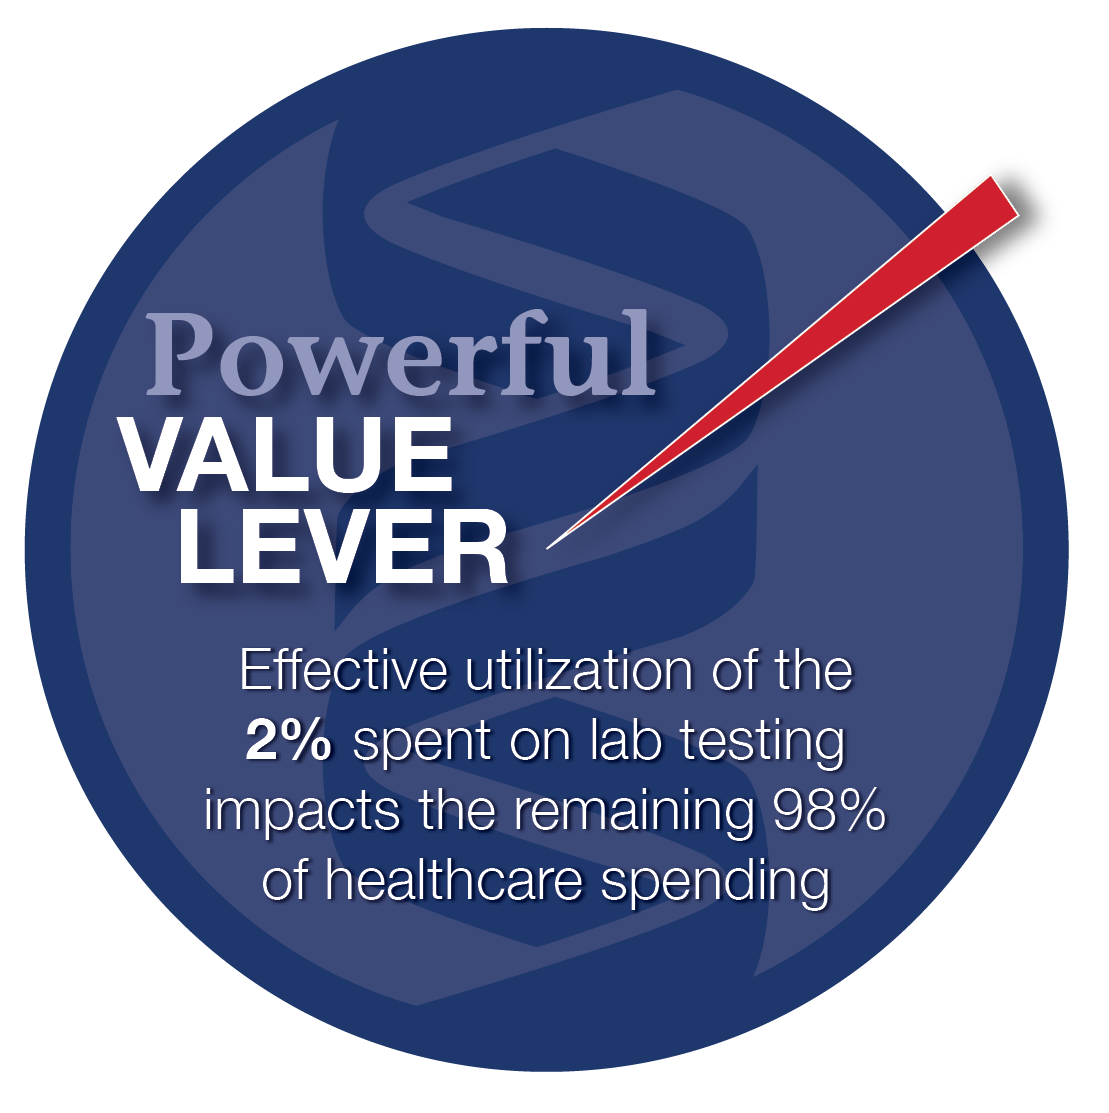 Powerful
VALUE
LEVER
Effective utilization of the
2% spent on lab testing
impacts the remaining 98%
of healthcare spending